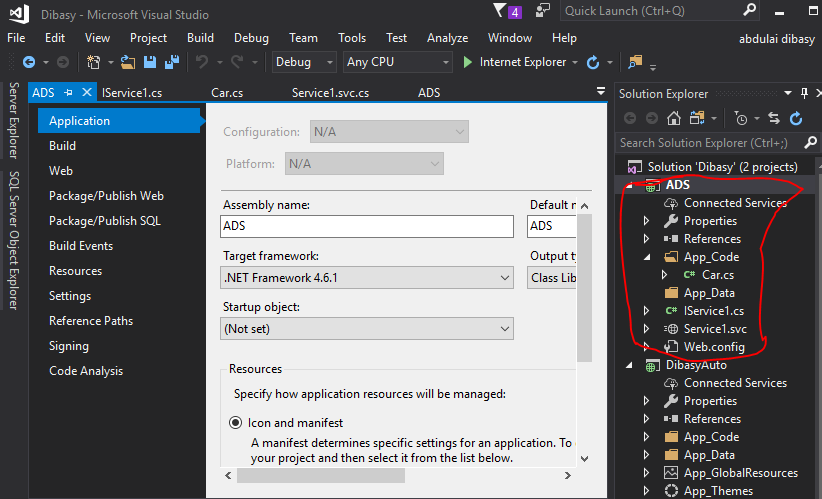 Dibasy - Microsoft Visual Studio
4
Quick Launch (Ctrl+Q)
File Edit View Project Build Debug Team Tools Test Analyze Window Help
abdulai dibasy
Debug Any CPU Internet Explorer
Server Explorer
SQL Server Object Explorer
ADS IService1.cs Car.cs Service1.svc.cs ADS
Application
Build
Web
Package/Publish Web
Package/Publish SQL
Build Events
Resources
Settings
Reference Paths
Signing
Code Analysis
Configuration: N/A
Platform: N/A
Assembly name: Default n
ADS ADS
Target framework: Output ty
.NET Framework 4.6.1 Class Lib
Startup object:
(Not set)
Resources
Specify how application resources will be managed:
Icon and manifest
A manifest determines specific settings for an application. To
your project and then select it from the list below.
Solution Explorer
Search Solution Explorer (Ctrl+;)
Solution 'Dibasy' (2 projects)
ADS
Connected Services
Properties
References
App_Code
C# Car.cs
App_Data
C# IService1.cs
Service1.svc
Web.config
DibasyAuto
Connected Services
Properties
References
App_Code
App_Data
App_GlobalResources
App_Themes